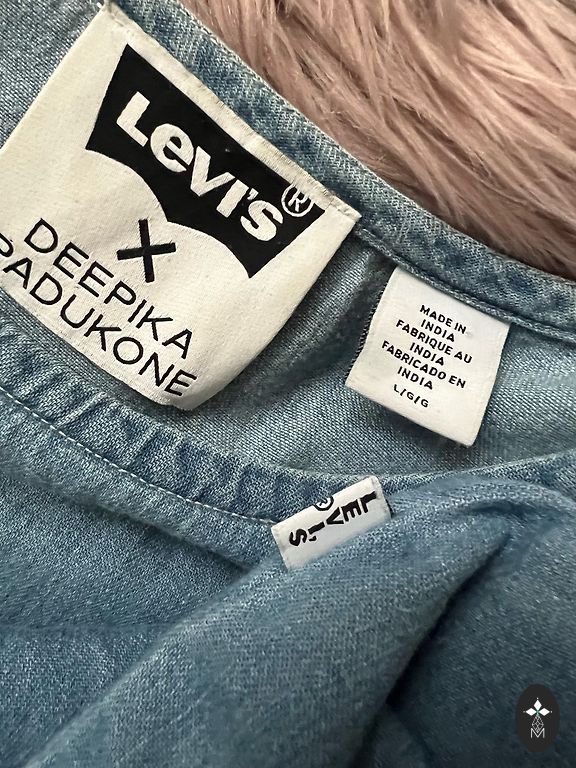 Levi's®
X
DEEPIKA
PADUKONE
MADE IN
INDIA
FABRIQUE AU
INDIA
FABRICADO EN
INDIA
L/G/G
LEVI'S
®
M